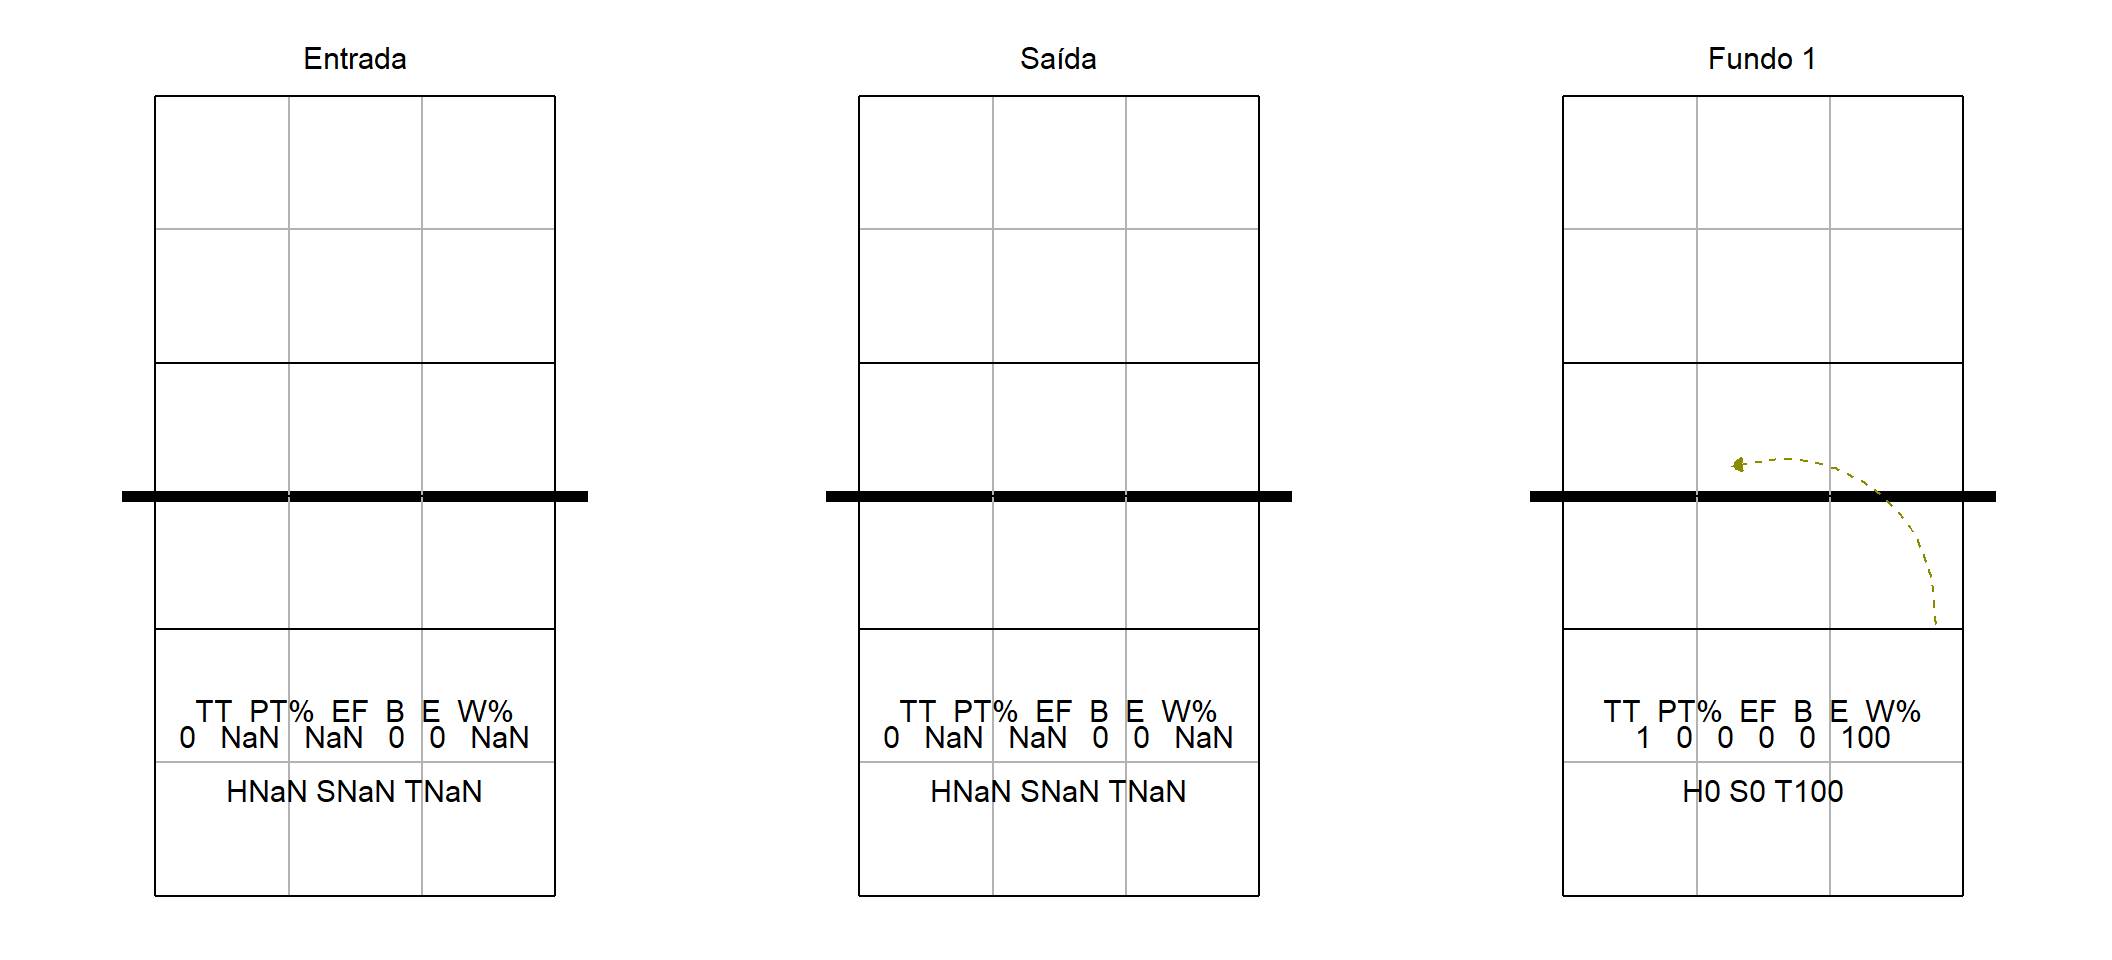 Entrada
TT PT% EF B E W%
0 NaN NaN 0 0 NaN
HNaN SNaN TNaN
Saída
TT PT% EF B E W%
0 NaN NaN 0 0 NaN
HNaN SNaN TNaN
Fundo 1
TT PT% EF B E W%
1 0 0 0 0 100
H0 S0 T100